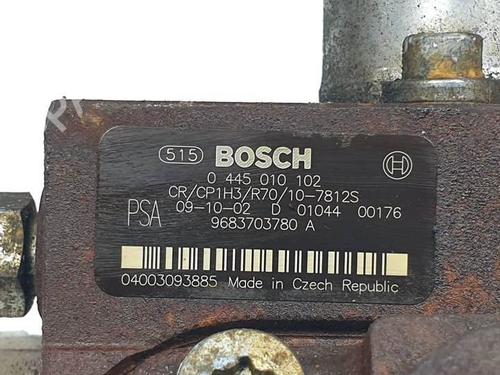 515 BOSCH
0 445 010 102
CR/CP1H3/R70/10-7812S
PSA 09-10-02 D 01044 00176
9683703780 A
04003093885 Made in Czech Republic